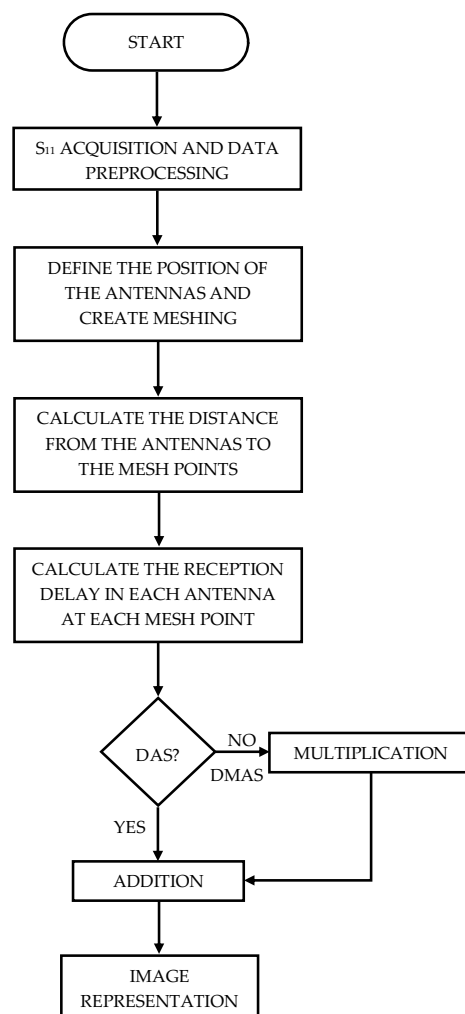 START
S₁₁ ACQUISITION AND DATA
PREPROCESSING
DEFINE THE POSITION OF
THE ANTENNAS AND
CREATE MESHING
CALCULATE THE DISTANCE
FROM THE ANTENNAS TO
THE MESH POINTS
CALCULATE THE RECEPTION
DELAY IN EACH ANTENNA
AT EACH MESH POINT
DAS?
NO
DMAS
MULTIPLICATION
YES
ADDITION
IMAGE
REPRESENTATION